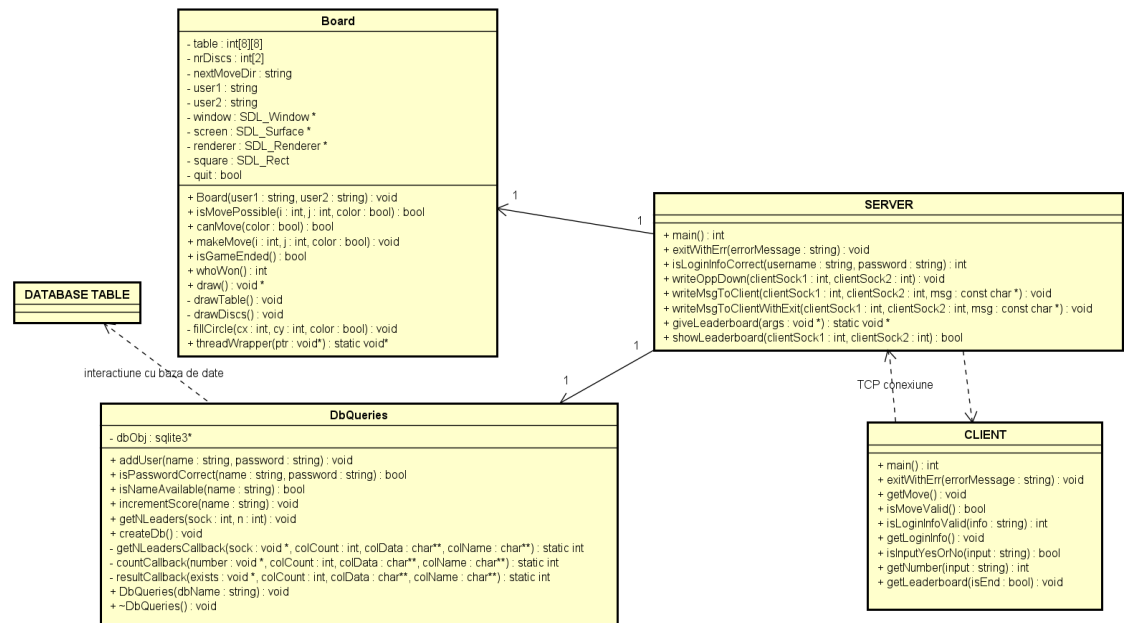 Board
- table : int[8][8]
- nrDiscs : int[2]
- nextMoveDir : string
- user1 : string
- user2 : string
- window : SDL_Window *
- screen : SDL_Surface *
- renderer : SDL_Renderer *
- square : SDL_Rect
- quit : bool
+ Board(user1 : string, user2 : string) : void
+ isMovePossible(i : int, j : int, color : bool) : bool
+ canMove(color : bool) : bool
+ makeMove(i : int, j : int, color : bool) : void
+ isGameEnded() : bool
+ whoWon() : int
+ draw() : void *
- drawTable() : void
- drawDiscs() : void
- fillCircle(cx : int, cy : int, color : bool) : void
+ threadWrapper(ptr : void*) : static void*
1
1
SERVER
+ main() : int
+ exitWithErr(errorMessage : string) : void
+ isLoginInfoCorrect(username : string, password : string) : int
+ writeOppDown(clientSock1 : int, clientSock2 : int) : void
+ writeMsgToClient(clientSock1 : int, clientSock2 : int, msg : const char *) : void
+ writeMsgToClientWithExit(clientSock1 : int, clientSock2 : int, msg : const char *) : void
+ giveLeaderboard(args : void *) : static void *
+ showLeaderboard(clientSock1 : int, clientSock2 : int) : bool
DATABASE TABLE
interactiune cu baza de date
1
1
TCP conexiune
DbQueries
- dbObj : sqlite3*
+ addUser(name : string, password : string) : void
+ isPasswordCorrect(name : string, password : string) : bool
+ isNameAvailable(name : string) : bool
+ incrementScore(name : string) : void
+ getNLeaders(sock : int, n : int) : void
+ createDb() : void
- getNLeadersCallback(sock : void *, colCount : int, colData : char**, colName : char**) : static int
- countCallback(number : void *, colCount : int, colData : char**, colName : char**) : static int
- resultCallback(exists : void *, colCount : int, colData : char**, colName : char**) : static int
+ DbQueries(dbName : string) : void
+ ~DbQueries() : void
CLIENT
+ main() : int
+ exitWithErr(errorMessage : string) : void
+ getMove() : void
+ isMoveValid() : bool
+ isLoginInfoValid(info : string) : int
+ getLoginInfo() : void
+ isInputYesOrNo(input : string) : bool
+ getNumber(input : string) : int
+ getLeaderboard(isEnd : bool) : void